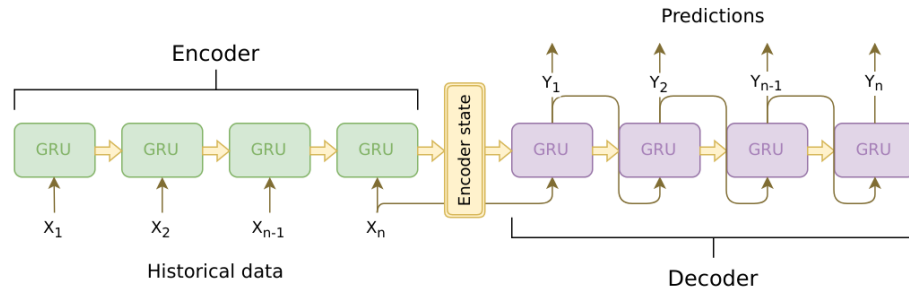 Predictions
Encoder
Y1 Y2 Yn-1 Yn
GRU GRU GRU GRU Encoder state GRU GRU GRU GRU
X1 X2 Xn-1 Xn
Historical data
Decoder